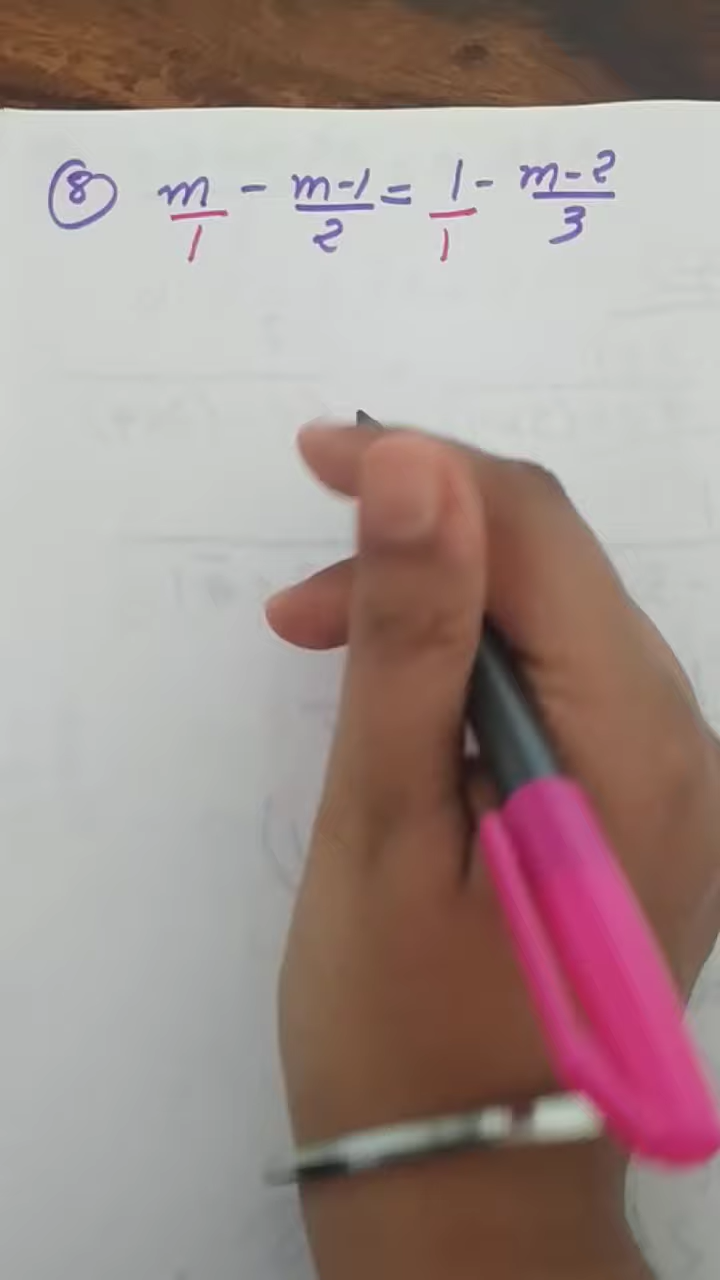 8 m/1 - m-1/2 = 1/1 - m-2/3